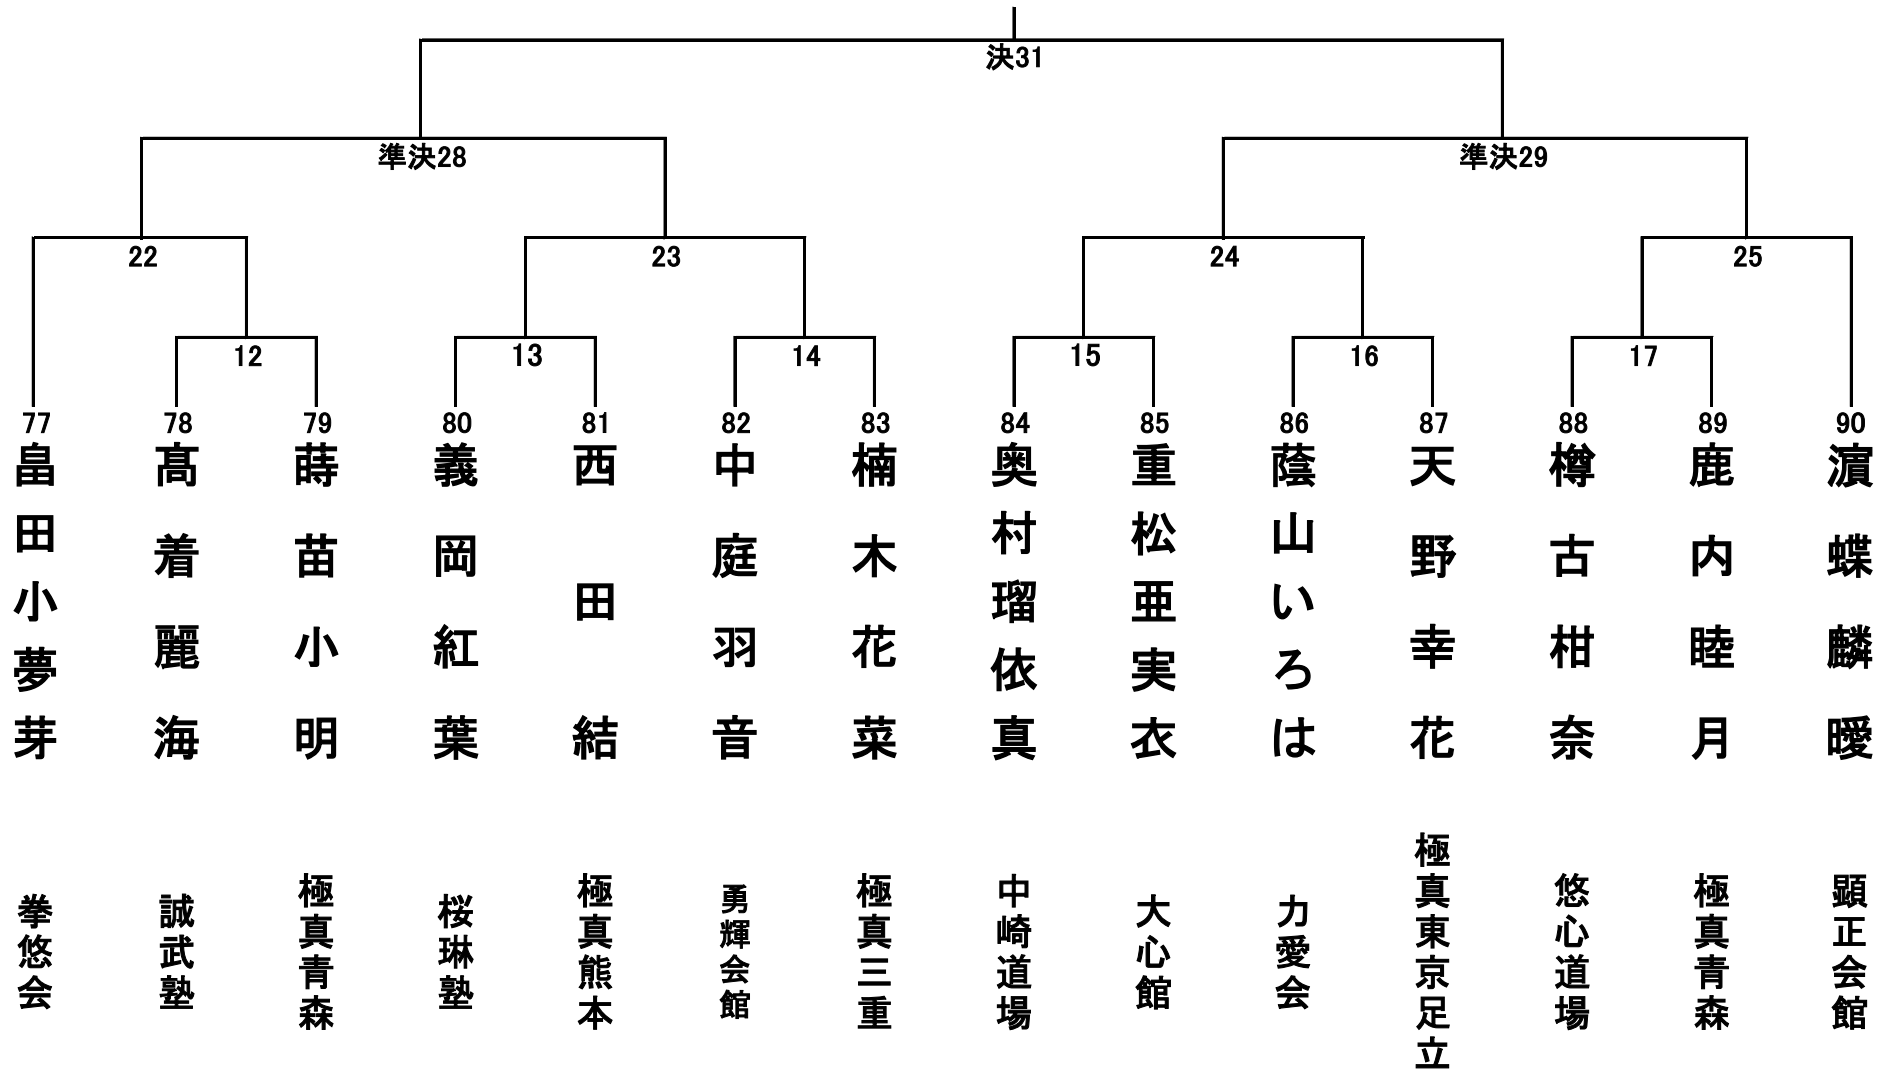 決31
準決28
準決29
22
23
24
25
12
13
14
15
16
17
77
78
79
80
81
82
83
84
85
86
87
88
89
90
畠田小夢芽
髙着麗海
蒔苗小明
義岡紅葉
西田結
中庭羽音
楠木花菜
奥村瑠依真
重松亜実衣
蔭山いろは
天野幸花
樽古柑奈
鹿内睦月
濵蝶麟曖
拳悠会
誠武塾
極真青森
桜琳塾
極真熊本
勇輝会館
極真三重
中崎道場
大心館
力愛会
極真東京足立
悠心道場
極真青森
顕正会館